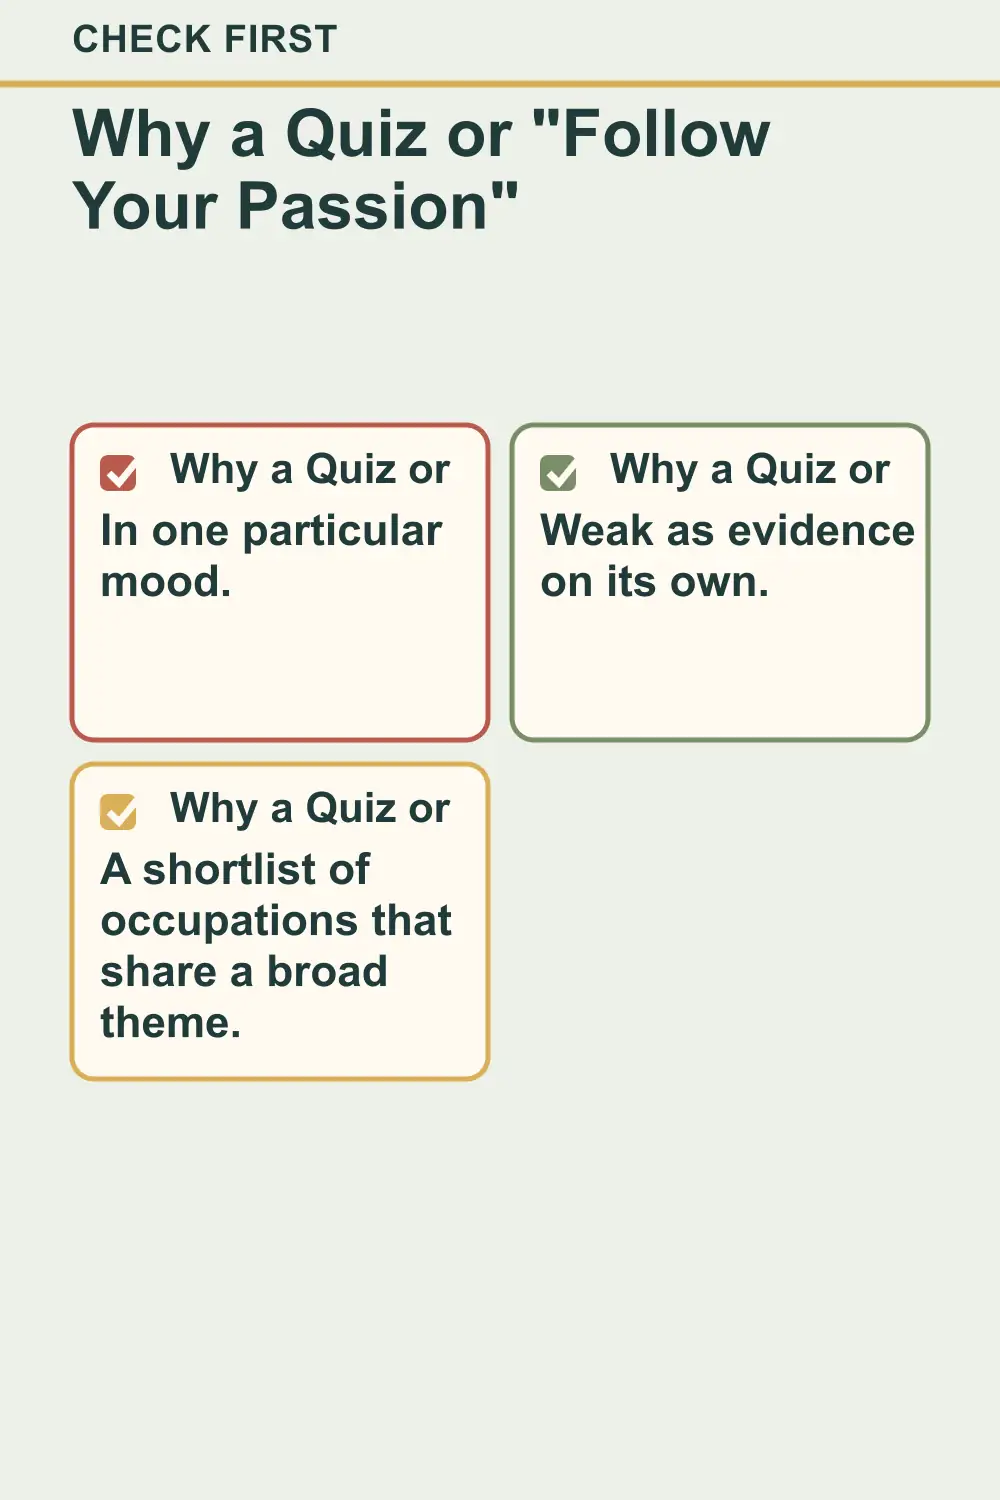 CHECK FIRST
Why a Quiz or "Follow
Your Passion"
Why a Quiz or
In one particular
mood.
Why a Quiz or
Weak as evidence
on its own.
Why a Quiz or
A shortlist of
occupations that
share a broad
theme.